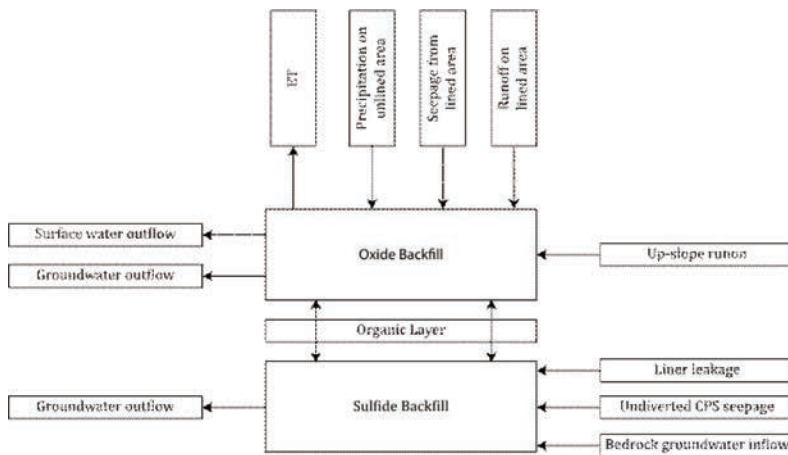 ET
Precipitation on
unlined area
Seepage from
lined area
Runoff on
lined area
Surface water outflow
Groundwater outflow
Oxide Backfill
Up-slope runon
Organic Layer
Groundwater outflow
Sulfide Backfill
Liner leakage
Undiverted CPS seepage
Bedrock groundwater inflow